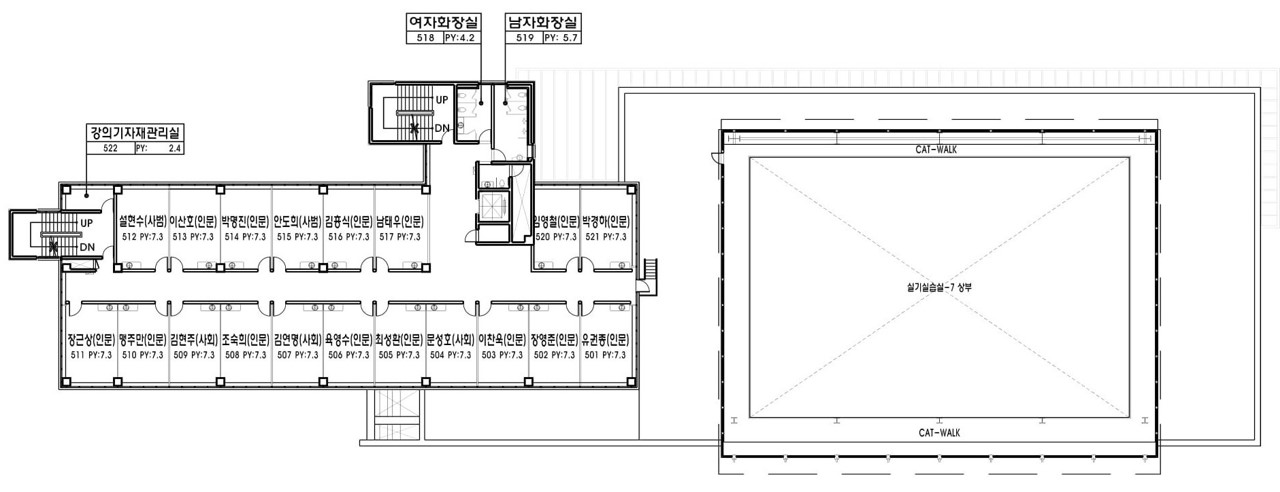 여자화장실
518 PY:4.2
남자화장실
519 PY: 5.7
강의기자재관리실
522 PY: 2.4
UP
DN
UP
DN
설현수(사범)
512 PY:7.3
이산호(인문)
513 PY:7.3
박명진(인문)
514 PY:7.3
안도희(사범)
515 PY:7.3
김흥식(인문)
516 PY:7.3
남태우(인문)
517 PY:7.3
임영철(인문)
520 PY:7.3
박경하(인문)
521 PY:7.3
장근상(인문)
511 PY:7.3
맹주만(인문)
510 PY:7.3
김현주(사회)
509 PY:7.3
조숙희(인문)
508 PY:7.3
김연명(사회)
507 PY:7.3
육영수(인문)
506 PY:7.3
최성환(인문)
505 PY:7.3
문성호(사회)
504 PY:7.3
이찬욱(인문)
503 PY:7.3
장영준(인문)
502 PY:7.3
유권종(인문)
501 PY:7.3
CAT-WALK
실기실습실-7 상부
CAT-WALK